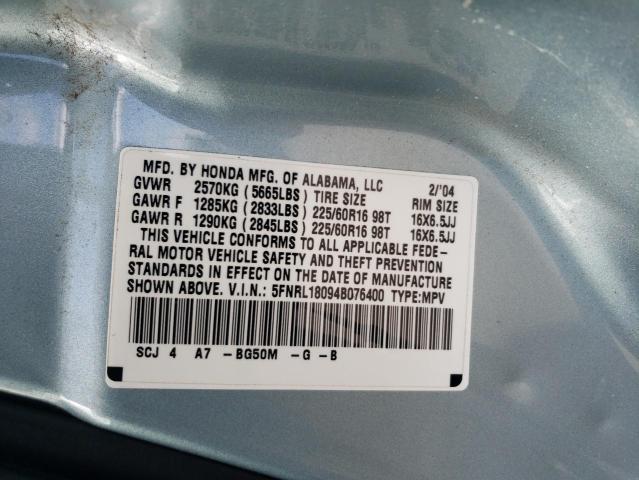 MFD. BY HONDA MFG. OF ALABAMA, LLC 2/'04
GVWR 2570KG (5665LBS) TIRE SIZE RIM SIZE
GAWR F 1285KG (2833LBS) 225/60R16 98T 16X6.5JJ
GAWR R 1290KG (2845LBS) 225/60R16 98T 16X6.5JJ
THIS VEHICLE CONFORMS TO ALL APPLICABLE FEDE-
RAL MOTOR VEHICLE SAFETY AND THEFT PREVENTION
STANDARDS IN EFFECT ON THE DATE OF MANUFACTURE
SHOWN ABOVE. V.I.N.: 5FNRL18094B076400 TYPE:MPV
SCJ 4 A7 -BG50M -G -B